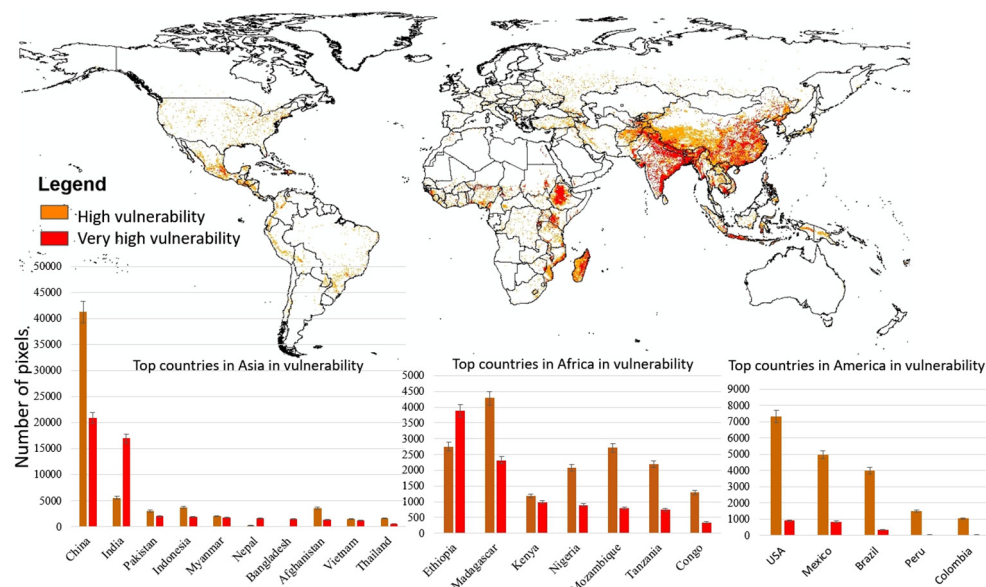 Legend
High vulnerability
Very high vulnerability
Number of pixels.
Top countries in Asia in vulnerability
50000
45000
40000
35000
30000
25000
20000
15000
10000
5000
0
China
India
Pakistan
Indonesia
Myanmar
Nepal
Bangladesh
Afghanistan
Vietnam
Thailand
Top countries in Africa in vulnerability
5000
4500
4000
3500
3000
2500
2000
1500
1000
500
0
Ethiopia
Madagascar
Kenya
Nigeria
Mozambique
Tanzania
Congo
Top countries in America in vulnerability
9000
8000
7000
6000
5000
4000
3000
2000
1000
0
USA
Mexico
Brazil
Peru
Colombia